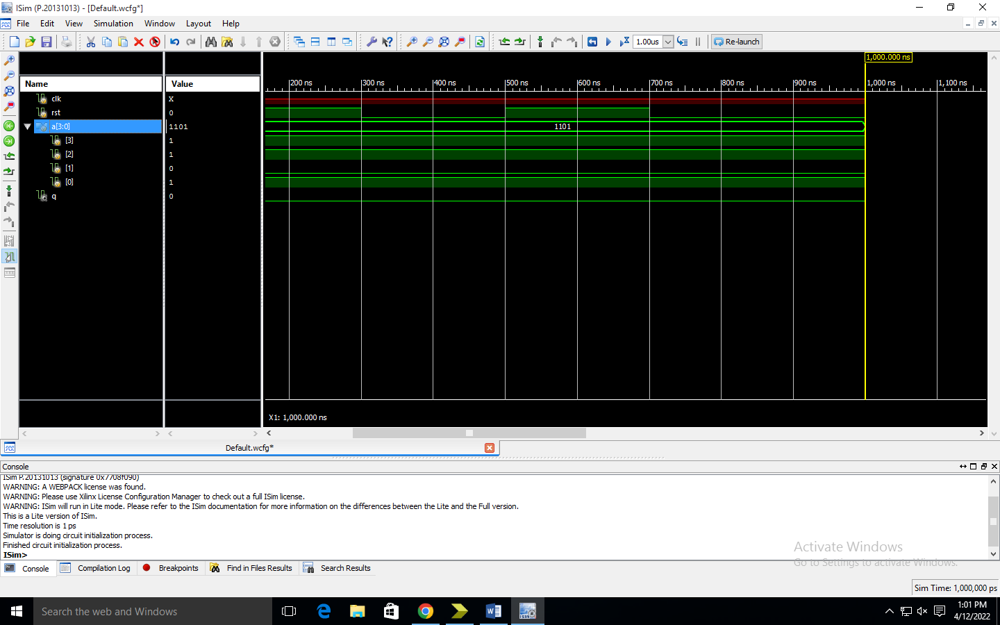 ISim (P.20131013) - [Default.wcfg*]
File Edit View Simulation Window Layout Help
1.00us Re-launch
1,000.000 ns
Name Value
200 ns 300 ns 400 ns 500 ns 600 ns 700 ns 800 ns 900 ns 1,000 ns 1,100 ns
clk X
rst 0
a[3:0] 1101 1101
[3] 1
[2] 1
[1] 0
[0] 1
q 0
X1: 1,000.000 ns
Default.wcfg*
Console
ISim P.20131013 (signature 0x7708f090)
WARNING: A WEBPACK license was found.
WARNING: Please use Xilinx License Configuration Manager to check out a full ISim license.
WARNING: ISim will run in Lite mode. Please refer to the ISim documentation for more information on the differences between the Lite and the Full version.
This is a Lite version of ISim.
Time resolution is 1 ps
Simulator is doing circuit initialization process.
Finished circuit initialization process.
ISim>
Activate Windows
Go to Settings to activate Windows.
Console Compilation Log Breakpoints Find in Files Results Search Results
Sim Time: 1,000,000 ps
Search the web and Windows
1:01 PM
4/12/2022